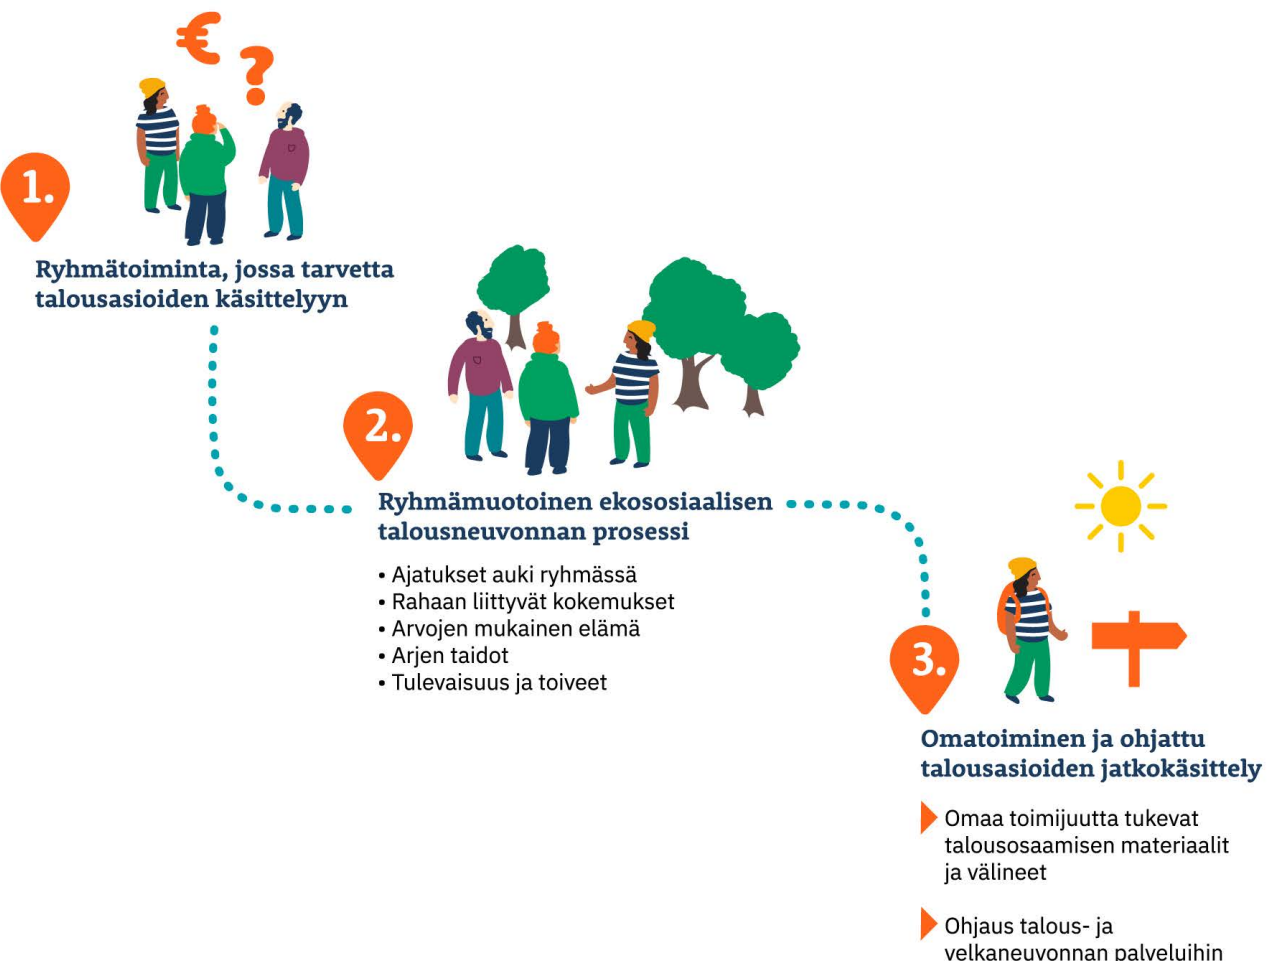 €
?
1.
Ryhmätoiminta, jossa tarvetta
talousasioiden käsittelyyn
2.
Ryhmämuotoinen ekososiaalisen
talousneuvonnan prosessi
• Ajatukset auki ryhmässä
• Rahaan liittyvät kokemukset
• Arvojen mukainen elämä
• Arjen taidot
• Tulevaisuus ja toiveet
3.
Omatoiminen ja ohjattu
talousasioiden jatkokäsittely
Omaa toimijuutta tukevat
talousosaamisen materiaalit
ja välineet
Ohjaus talous- ja
velkaneuvonnan palveluihin